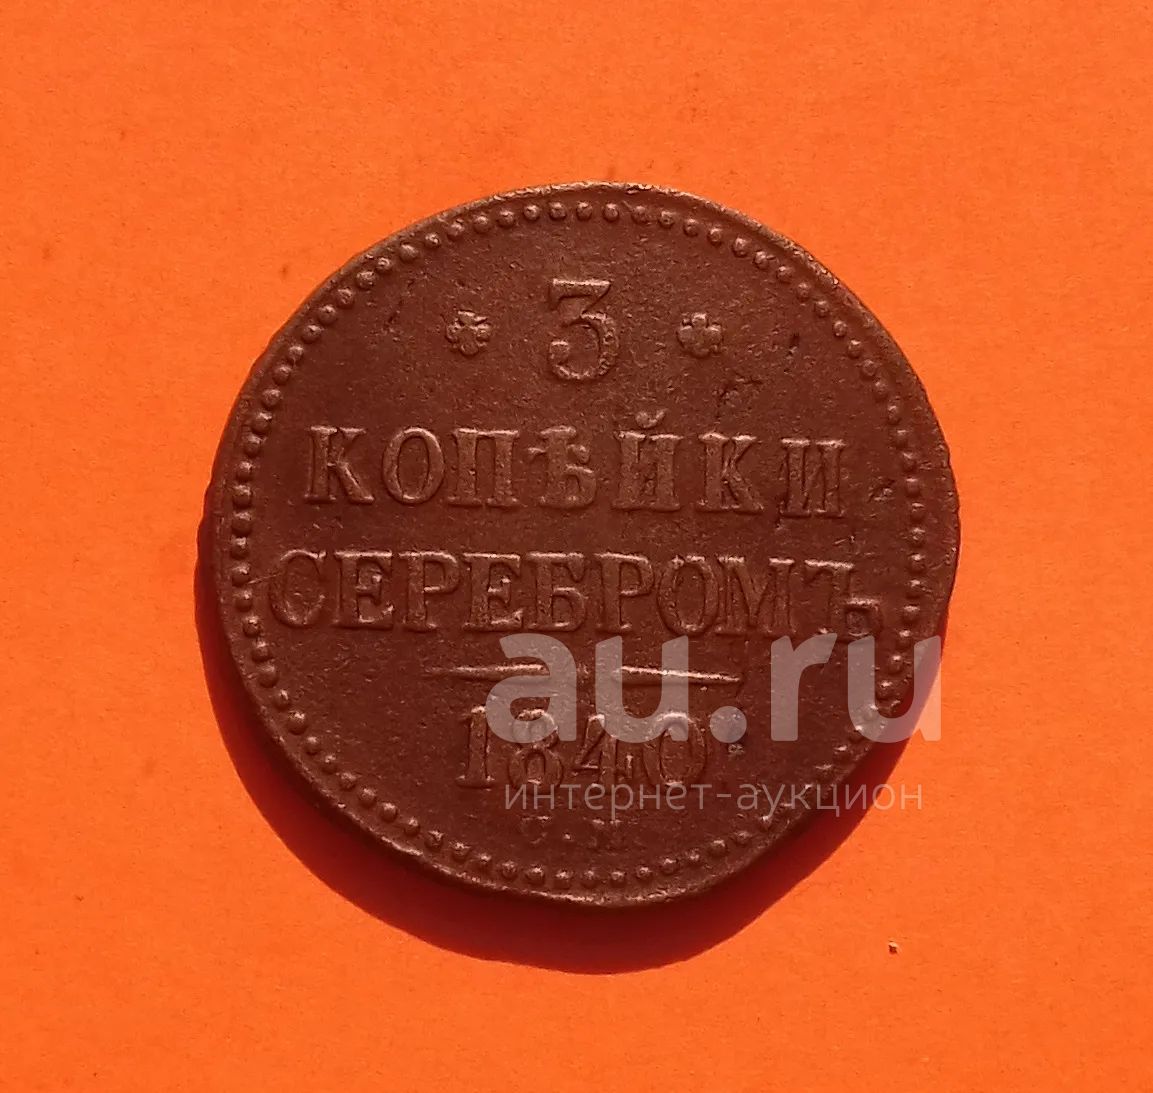 3
КОПѢЙКИ
СЕРЕБРОМЪ
1840.
С.М.
au.ru
интернет-аукцион